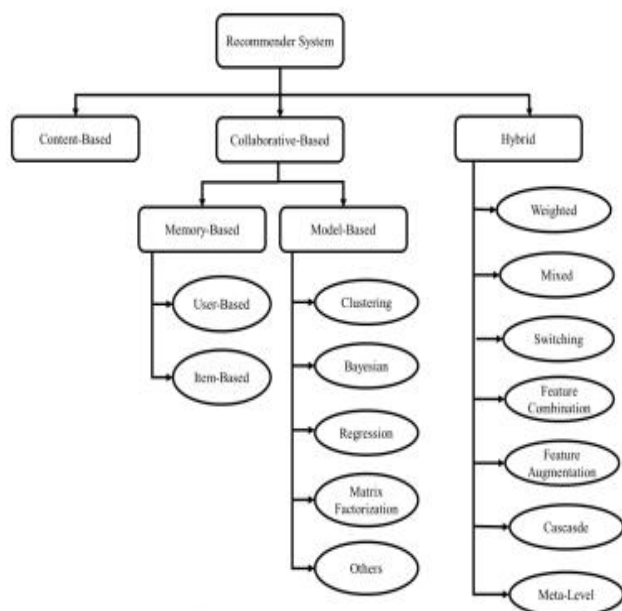 Recommender System
Content-Based
Collaborative-Based
Hybrid
Memory-Based
Model-Based
User-Based
Item-Based
Clustering
Bayesian
Regression
Matrix
Factorization
Others
Weighted
Mixed
Switching
Feature
Combination
Feature
Augmentation
Cascasde
Meta-Level